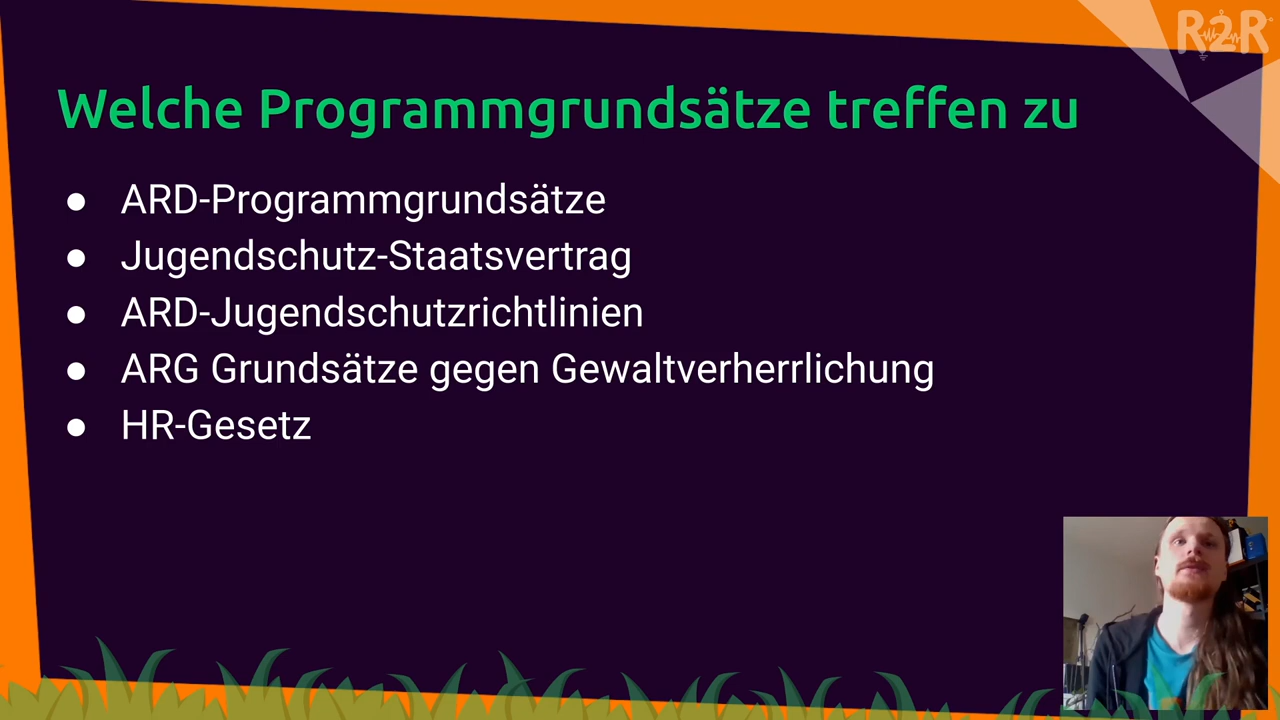 R2R
Welche Programmgrundsätze treffen zu
● ARD-Programmgrundsätze
● Jugendschutz-Staatsvertrag
● ARD-Jugendschutzrichtlinien
● ARG Grundsätze gegen Gewaltverherrlichung
● HR-Gesetz